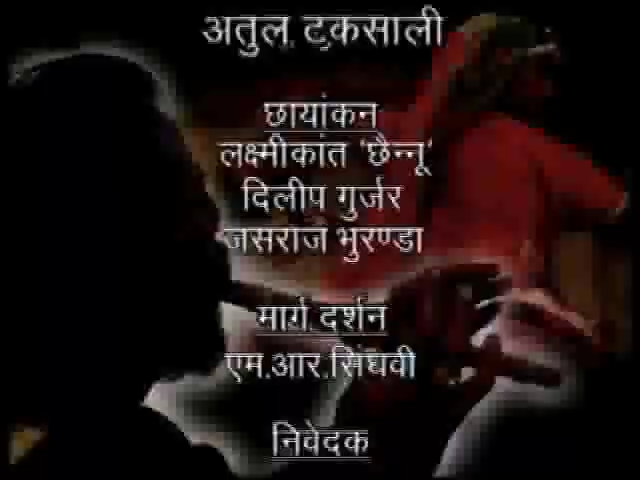 अतुल टकसाली
छायांकन
लक्ष्मीकांत 'छैन्नू'
दिलीप गुर्जर
जसराज भुरण्डा
मार्ग दर्शन
एम.आर.सिंघवी
निवेदक